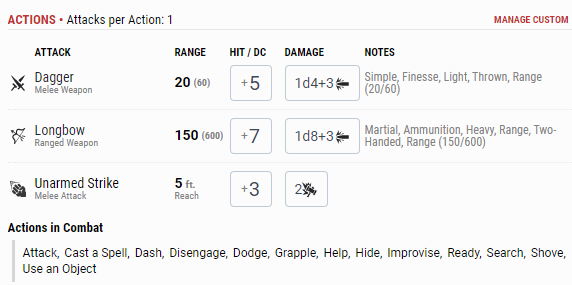 ACTIONS • Attacks per Action: 1
MANAGE CUSTOM
ATTACK RANGE HIT / DC DAMAGE NOTES
Dagger
Melee Weapon
20 (60)
+5
1d4+3
Simple, Finesse, Light, Thrown, Range
(20/60)
Longbow
Ranged Weapon
150 (600)
+7
1d8+3
Martial, Ammunition, Heavy, Range, Two-
Handed, Range (150/600)
Unarmed Strike
Melee Attack
5 ft.
Reach
+3
2
Actions in Combat
Attack, Cast a Spell, Dash, Disengage, Dodge, Grapple, Help, Hide, Improvise, Ready, Search, Shove,
Use an Object